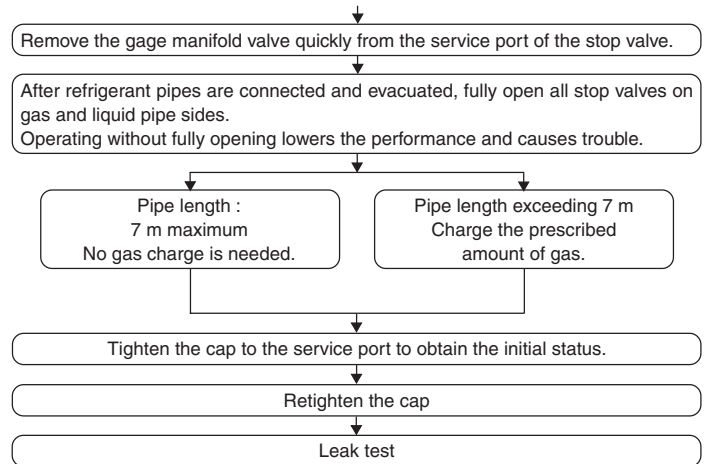 Remove the gage manifold valve quickly from the service port of the stop valve.
After refrigerant pipes are connected and evacuated, fully open all stop valves on
gas and liquid pipe sides.
Operating without fully opening lowers the performance and causes trouble.
Pipe length :
7 m maximum
No gas charge is needed.
Pipe length exceeding 7 m
Charge the prescribed
amount of gas.
Tighten the cap to the service port to obtain the initial status.
Retighten the cap
Leak test